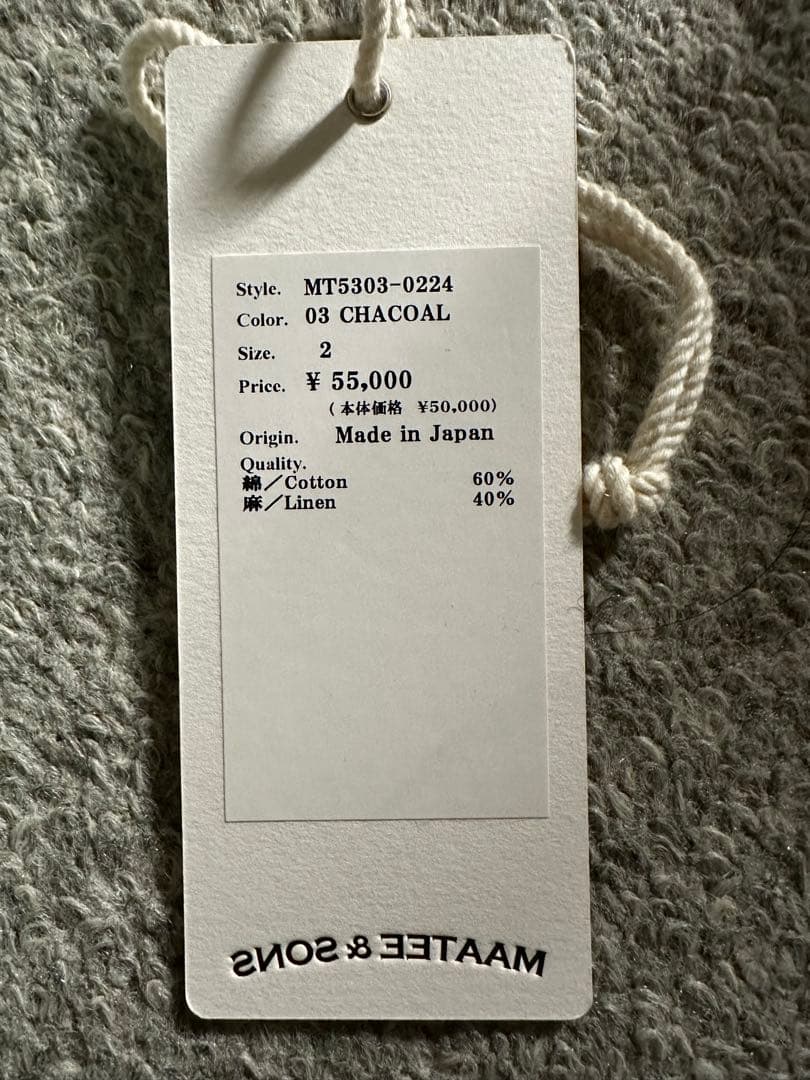 Style. MT5303-0224
Color. 03 CHACOAL
Size. 2
Price. ¥ 55,000
(本体価格 ¥50,000)
Origin. Made in Japan
Quality.
綿/Cotton 60%
麻/Linen 40%
MAATEE & SONS